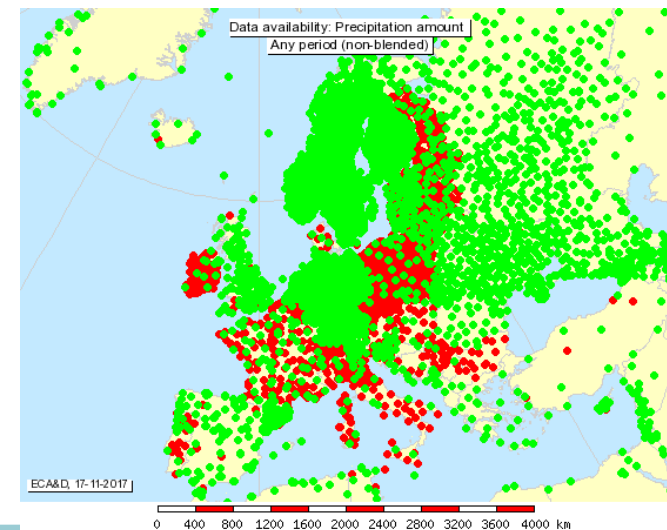 Data availability: Precipitation amount
Any period (non-blended)
ECA&D, 17-11-2017
0 400 800 1200 1600 2000 2400 2800 3200 3600 4000 km